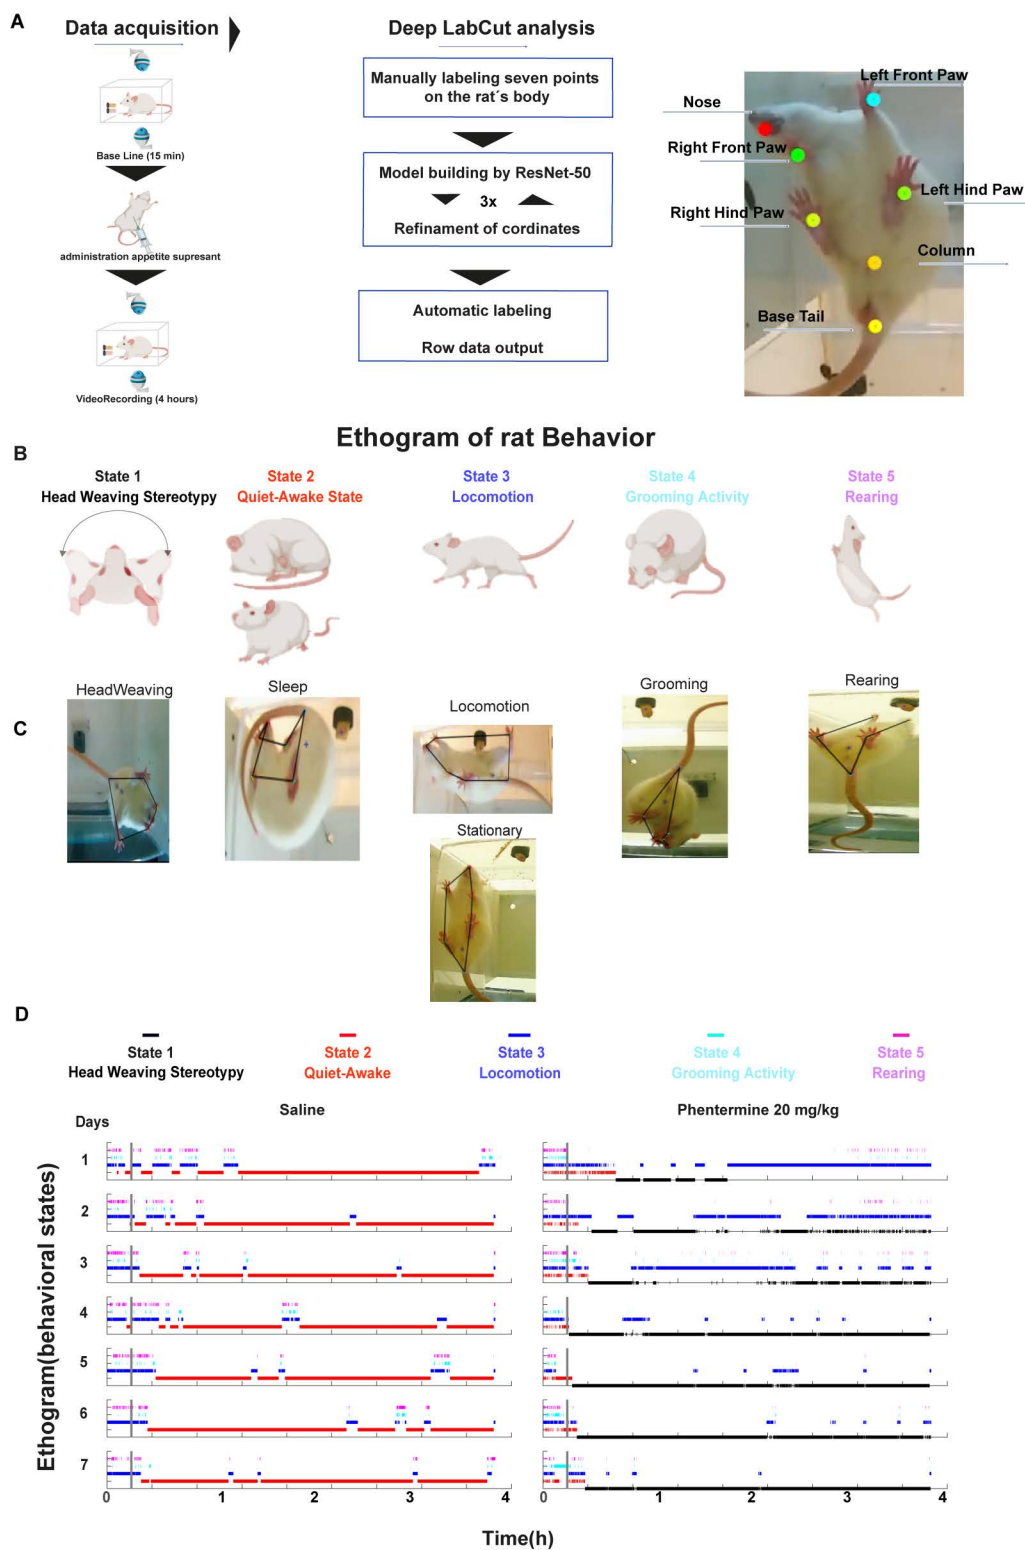 A
Data acquisition
Base Line (15 min)
administration appetite supresant
VideoRecording (4 hours)
Deep LabCut analysis
Manually labeling seven points
on the rat´s body
Model building by ResNet-50
3x
Refinament of cordinates
Automatic labeling
Row data output
Left Front Paw
Nose
Right Front Paw
Left Hind Paw
Right Hind Paw
Column
Base Tail
Ethogram of rat Behavior
B
State 1
Head Weaving Stereotypy
State 2
Quiet-Awake State
State 3
Locomotion
State 4
Grooming Activity
State 5
Rearing
C
HeadWeaving
Sleep
Locomotion
Stationary
Grooming
Rearing
D
State 1
Head Weaving Stereotypy
State 2
Quiet-Awake
State 3
Locomotion
State 4
Grooming Activity
State 5
Rearing
Saline
Phentermine 20 mg/kg
Days
1
2
3
4
5
6
7
Ethogram(behavioral states)
0 1 2 3 4
0 1 2 3 4
Time(h)